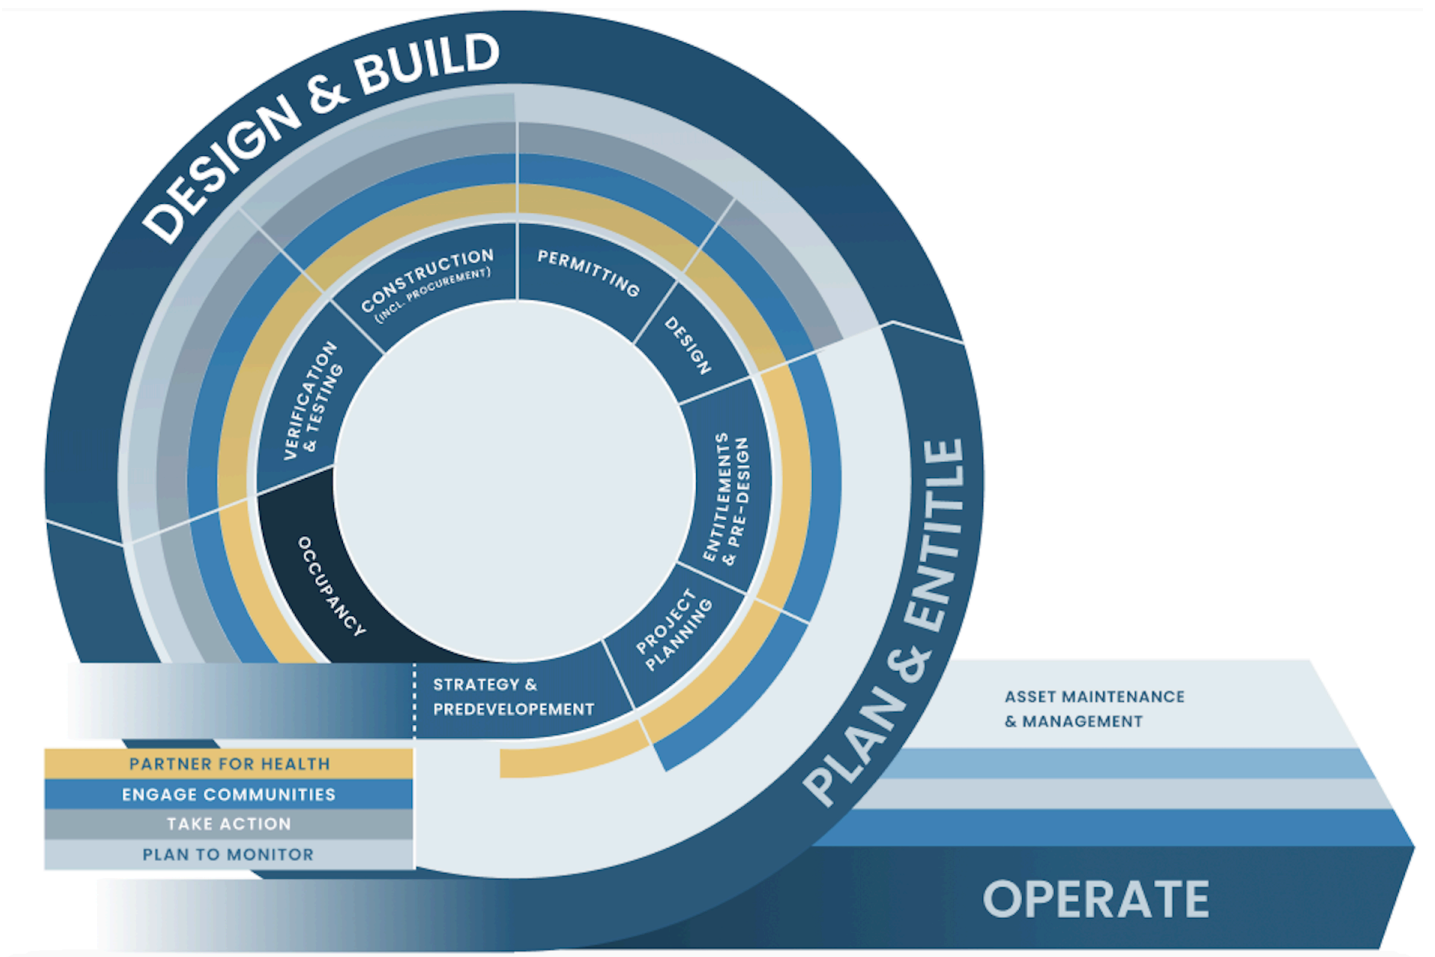 DESIGN & BUILD
CONSTRUCTION
(INCL. PROCUREMENT)
PERMITTING
DESIGN
VERIFICATION
& TESTING
ENTITLEMENTS
& PRE-DESIGN
OCCUPANCY
PROJECT
PLANNING
STRATEGY &
PREDEVELOPEMENT
PLAN & ENTITLE
ASSET MAINTENANCE
& MANAGEMENT
PARTNER FOR HEALTH
ENGAGE COMMUNITIES
TAKE ACTION
PLAN TO MONITOR
OPERATE